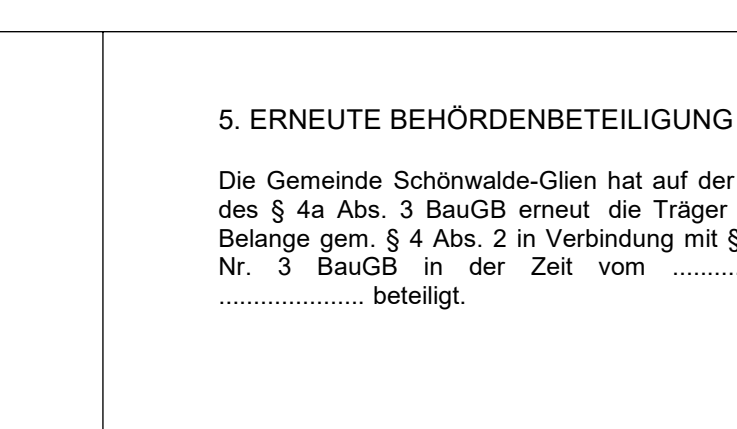 5. ERNEUTE BEHÖRDENBETEILIGUNG
Die Gemeinde Schönwalde-Glien hat auf der
des § 4a Abs. 3 BauGB erneut die Träger
Belange gem. § 4 Abs. 2 in Verbindung mit §
Nr. 3 BauGB in der Zeit vom ..........
..................... beteiligt.